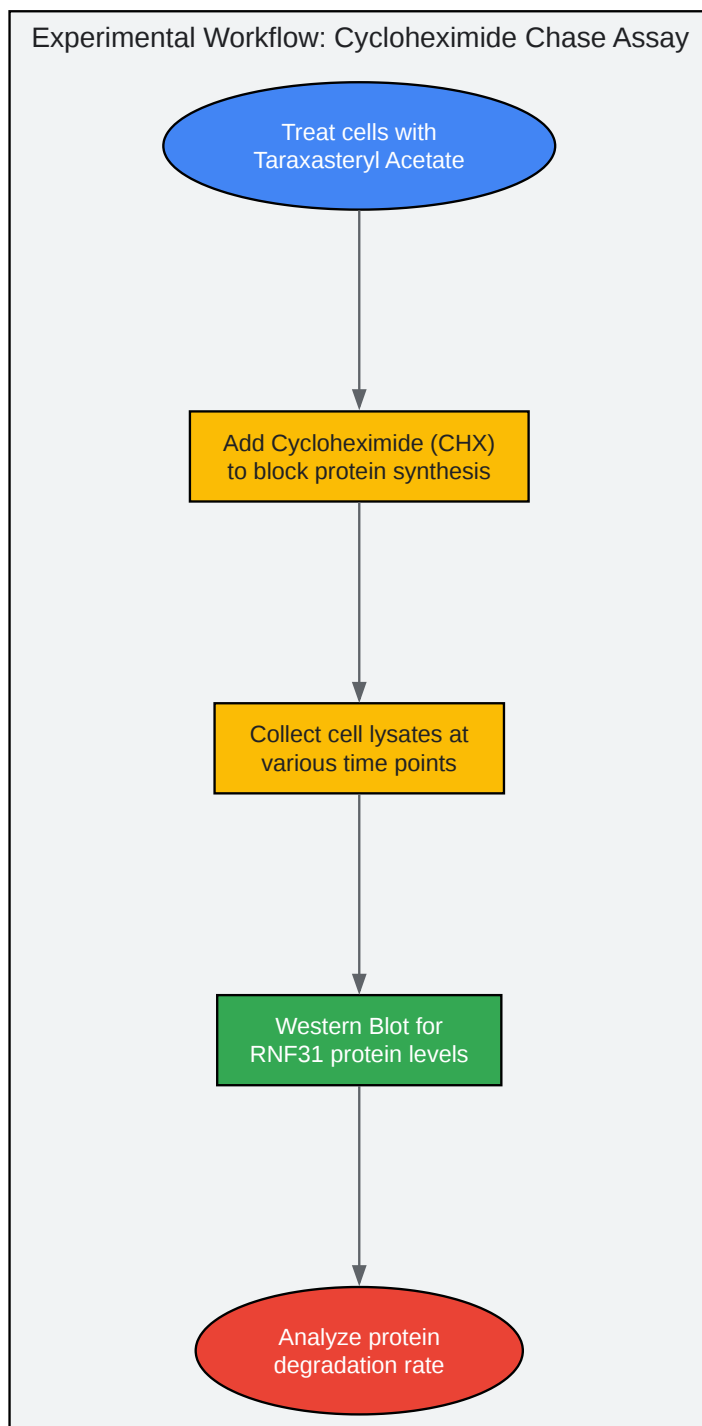 Experimental Workflow: Cycloheximide Chase Assay
Treat cells with
Taraxasteryl Acetate
Add Cycloheximide (CHX)
to block protein synthesis
Collect cell lysates at
various time points
Western Blot for
RNF31 protein levels
Analyze protein
degradation rate